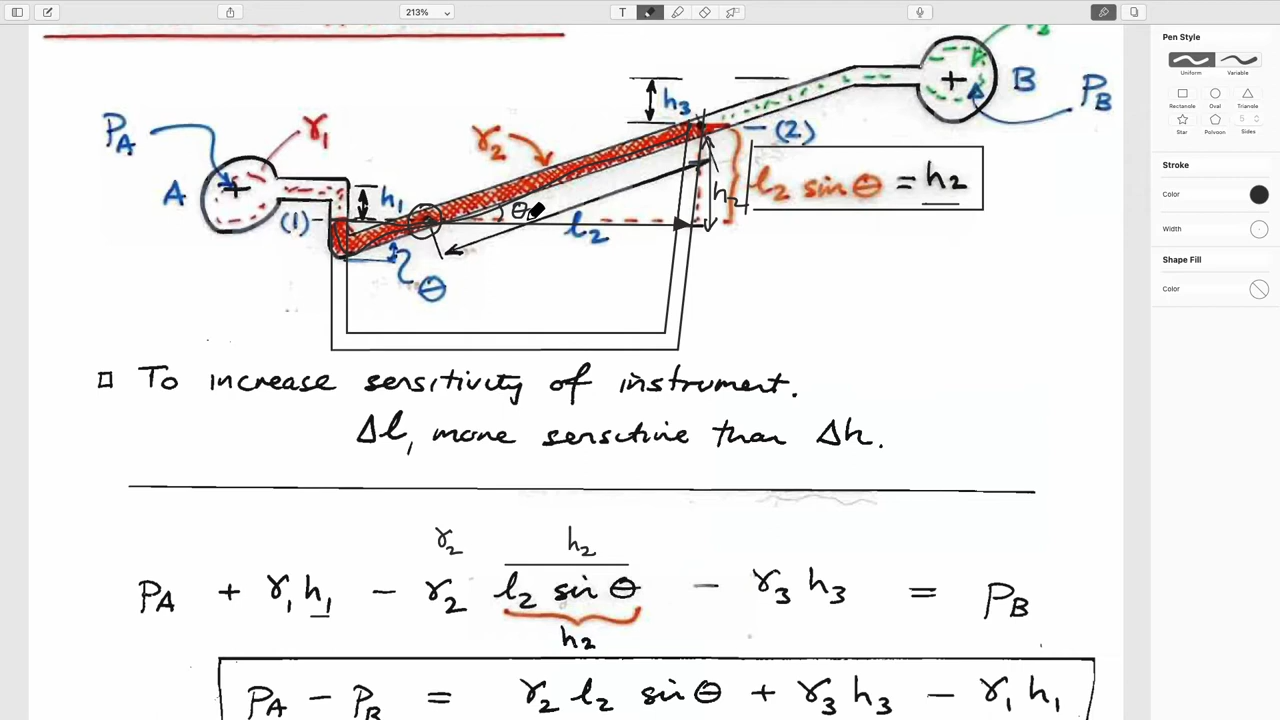 213%
T
Pen Style
Uniform
Variable
Rectangle
Oval
Triangle
Star
Polygon
5
Sides
Stroke
Color
Width
Shape Fill
Color
h3
B
PB
PA
γ1
γ2
(2)
A
h1
h2
l2 sin θ = h2
(1)
θ
l2
θ
□ To increase sensitivity of instrument.
Δl, more sensitive than Δh.
γ2 h2
PA + γ1 h1 − γ2 l2 sin θ − γ3 h3 = PB
h2
PA − PB = γ2 l2 sin θ + γ3 h3 − γ1 h1